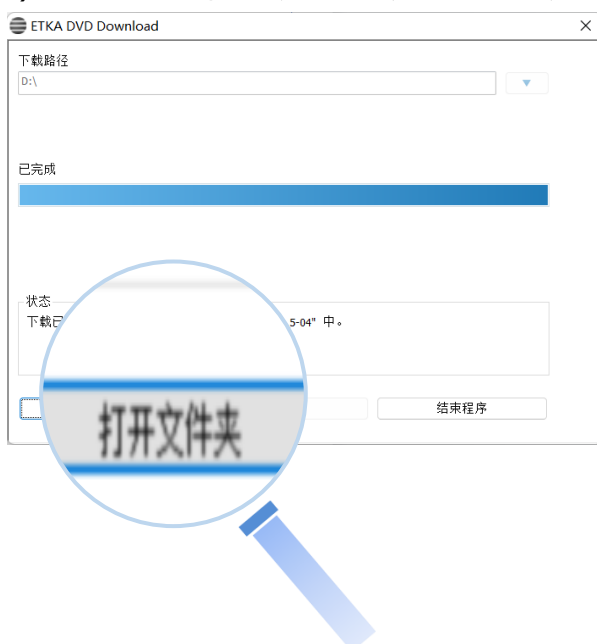 ETKA DVD Download
下载路径
D:\
已完成
状态
下载已
5-04" 中。
打开文件夹
结束程序